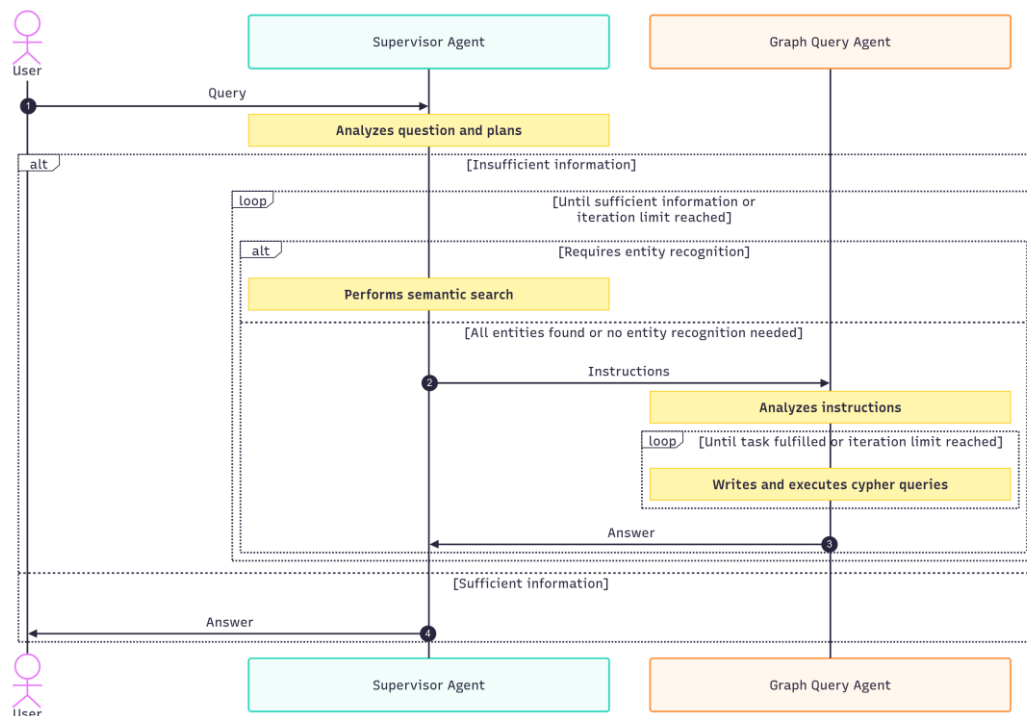 Supervisor Agent
Graph Query Agent
User
Query
1
Analyzes question and plans
alt
[Insufficient information]
loop
[Until sufficient information or
iteration limit reached]
alt
[Requires entity recognition]
Performs semantic search
[All entities found or no entity recognition needed]
Instructions
2
Analyzes instructions
loop
[Until task fulfilled or iteration limit reached]
Writes and executes cypher queries
Answer
3
[Sufficient information]
Answer
4
Supervisor Agent
Graph Query Agent
User